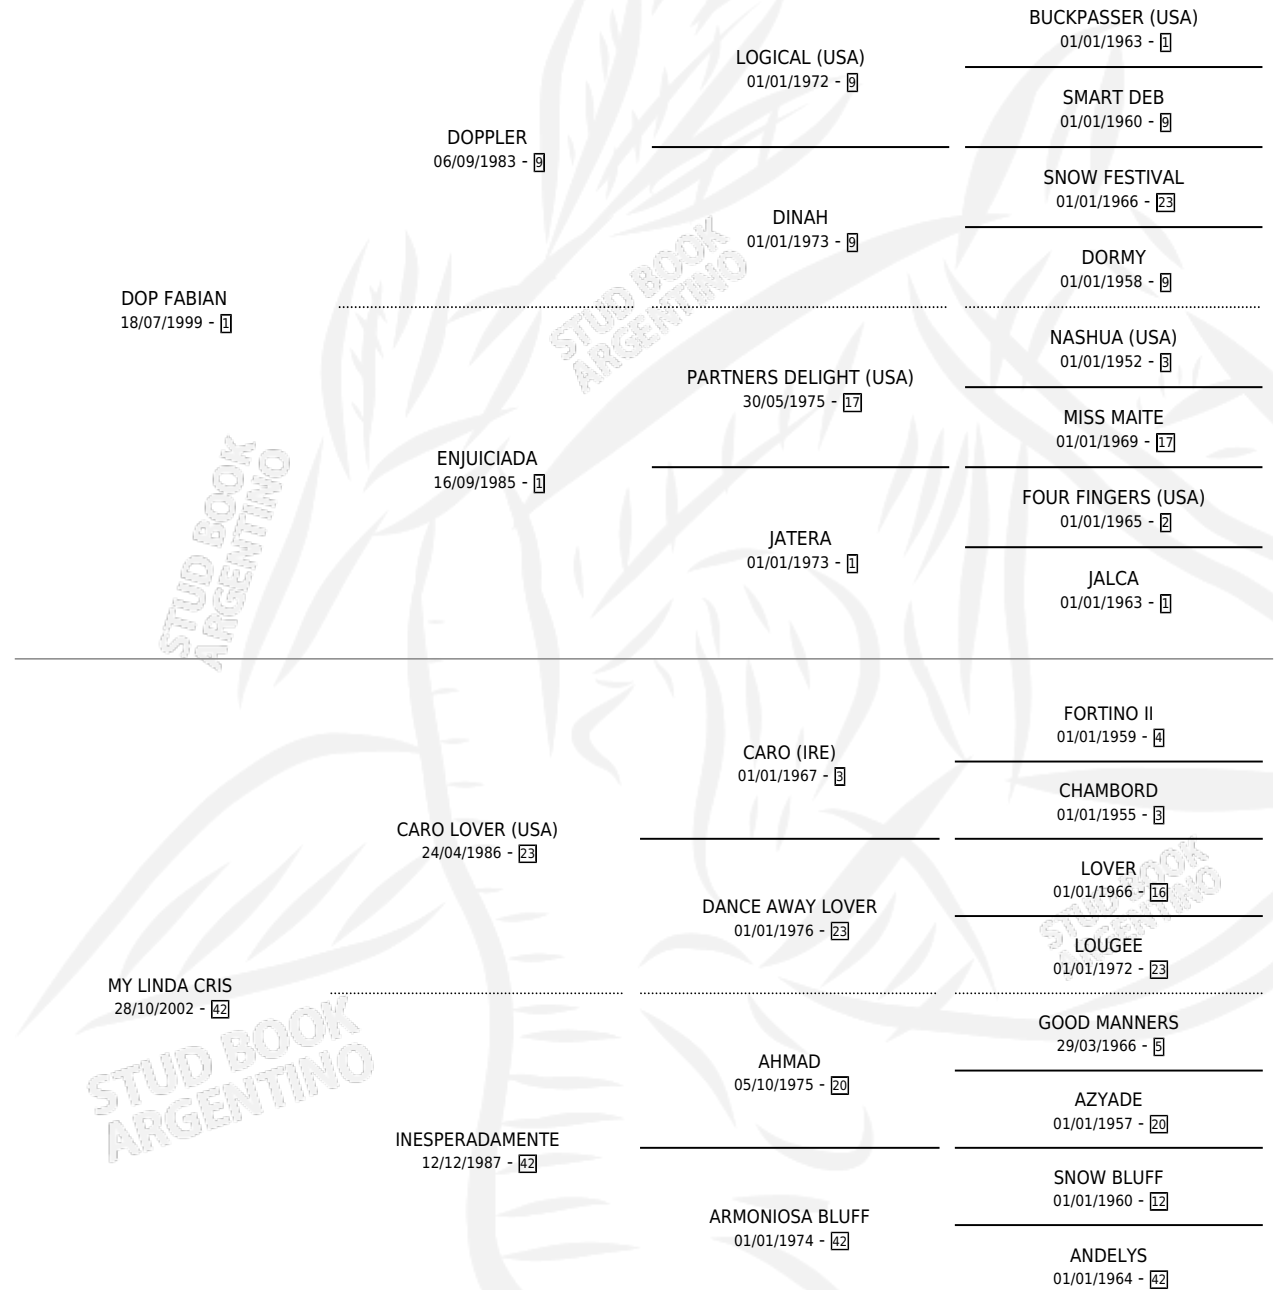 BUCKPASSER (USA)
01/01/1963 - 1
LOGICAL (USA)
01/01/1972 - 9
SMART DEB
01/01/1960 - 9
DOPPLER
06/09/1983 - 9
SNOW FESTIVAL
01/01/1966 - 23
DINAH
01/01/1973 - 9
DORMY
01/01/1958 - 9
DOP FABIAN
18/07/1999 - 1
NASHUA (USA)
01/01/1952 - 3
PARTNERS DELIGHT (USA)
30/05/1975 - 17
MISS MAITE
01/01/1969 - 17
ENJUICIADA
16/09/1985 - 1
FOUR FINGERS (USA)
01/01/1965 - 2
JATERA
01/01/1973 - 1
JALCA
01/01/1963 - 1
FORTINO II
01/01/1959 - 4
CARO (IRE)
01/01/1967 - 3
CHAMBORD
01/01/1955 - 3
CARO LOVER (USA)
24/04/1986 - 23
LOVER
01/01/1966 - 16
DANCE AWAY LOVER
01/01/1976 - 23
LOUGEE
01/01/1972 - 23
MY LINDA CRIS
28/10/2002 - 42
GOOD MANNERS
29/03/1966 - 5
AHMAD
05/10/1975 - 20
AZYADE
01/01/1957 - 20
INESPERADAMENTE
12/12/1987 - 42
SNOW BLUFF
01/01/1960 - 12
ARMONIOSA BLUFF
01/01/1974 - 42
ANDELYS
01/01/1964 - 42
STUD BOOK
ARGENTINO
STUD BOOK
ARGENTINO
STUD BOOK
ARGENTINO
STUD BOOK
ARGENTINO